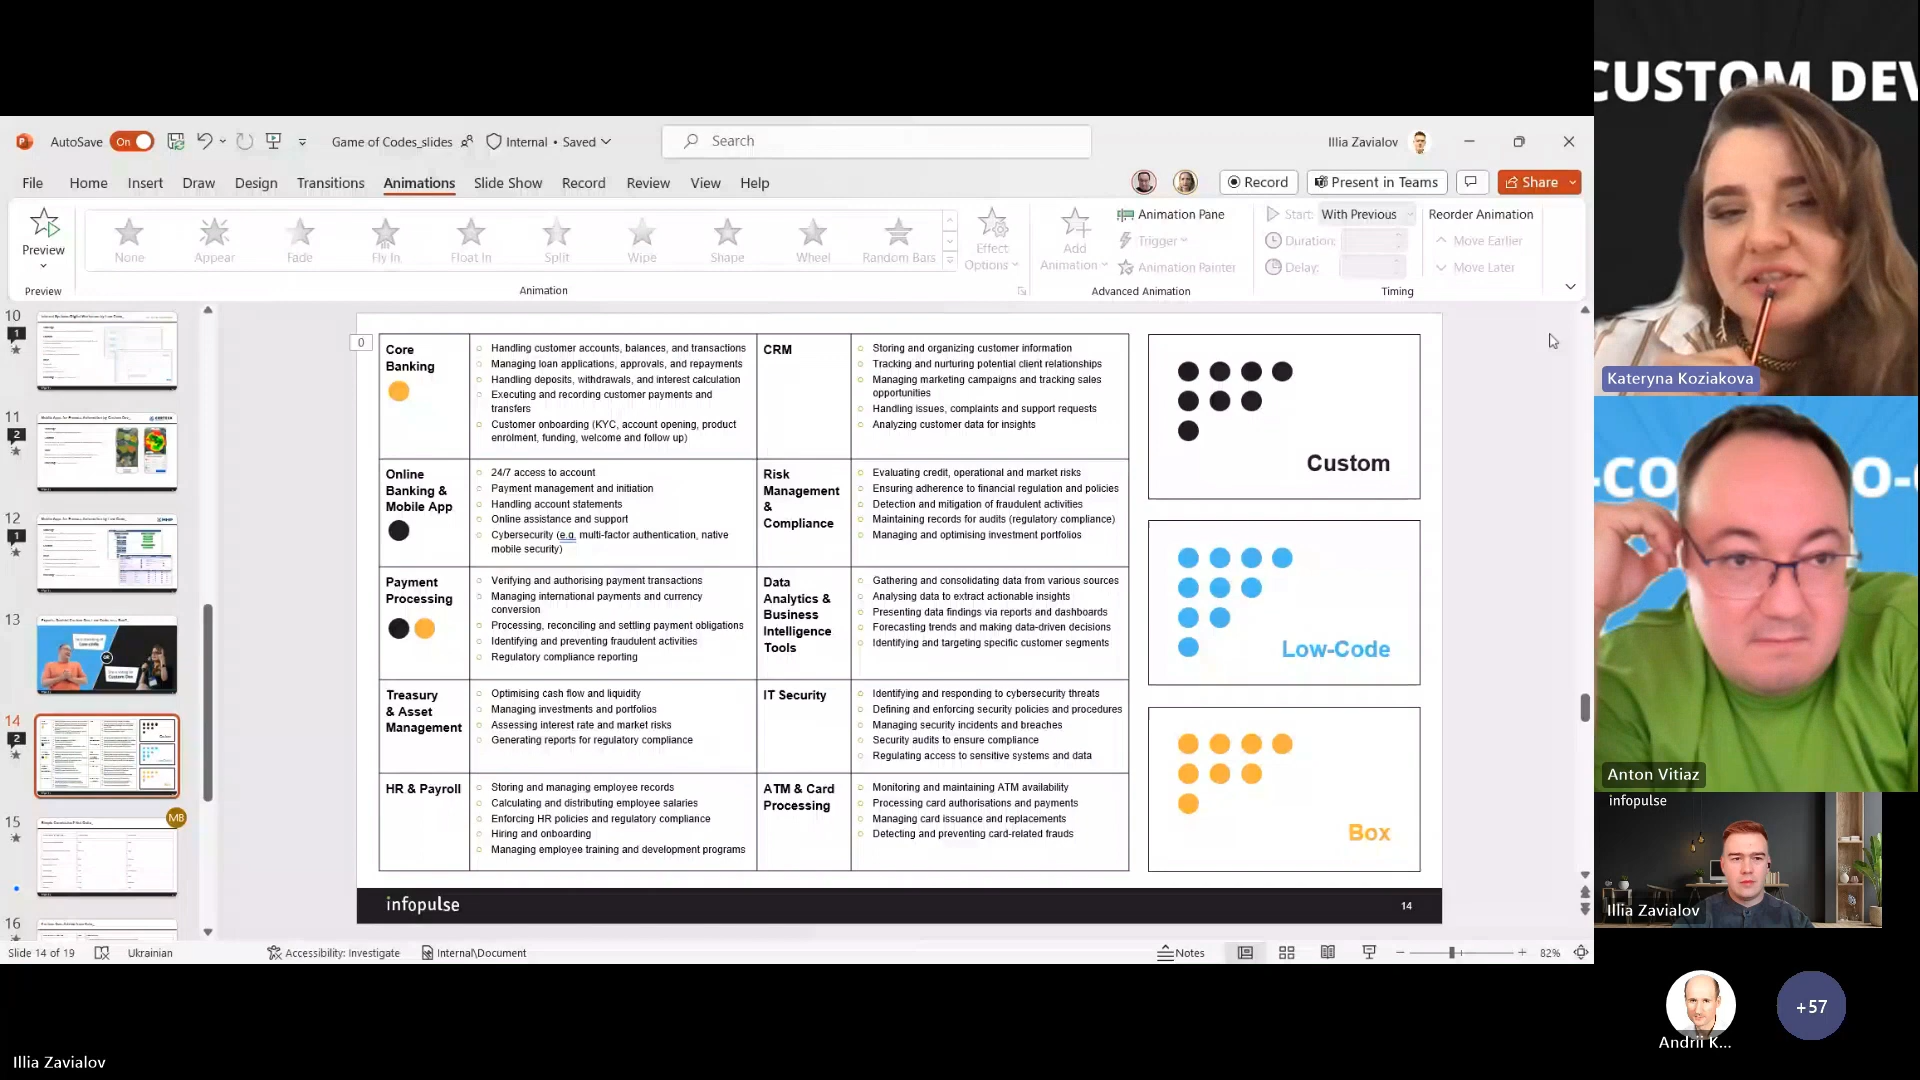 CUSTOM DEV
AutoSave On Game of Codes_slides Internal • Saved Search Illia Zavialov
File Home Insert Draw Design Transitions Animations Slide Show Record Review View Help Record Present in Teams Share
Preview
None
Appear
Fade
Fly In
Float In
Split
Wipe
Shape
Wheel
Random Bars
Effect
Options
Add
Animation
Animation Pane
Trigger
Animation Painter
Start: With Previous
Duration:
Delay:
Reorder Animation
Move Earlier
Move Later
Preview
Animation
Advanced Animation
Timing
10
1
11
2
12
1
13
14
2
15
MB
16
0
Core
Banking
Handling customer accounts, balances, and transactions
Managing loan applications, approvals, and repayments
Handling deposits, withdrawals, and interest calculation
Executing and recording customer payments and
transfers
Customer onboarding (KYC, account opening, product
enrolment, funding, welcome and follow up)
CRM
Storing and organizing customer information
Tracking and nurturing potential client relationships
Managing marketing campaigns and tracking sales
opportunities
Handling issues, complaints and support requests
Analyzing customer data for insights
Online
Banking &
Mobile App
24/7 access to account
Payment management and initiation
Handling account statements
Online assistance and support
Cybersecurity (e.g. multi-factor authentication, native
mobile security)
Risk
Management
&
Compliance
Evaluating credit, operational and market risks
Ensuring adherence to financial regulation and policies
Detection and mitigation of fraudulent activities
Maintaining records for audits (regulatory compliance)
Managing and optimising investment portfolios
Payment
Processing
Verifying and authorising payment transactions
Managing international payments and currency
conversion
Processing, reconciling and settling payment obligations
Identifying and preventing fraudulent activities
Regulatory compliance reporting
Data
Analytics &
Business
Intelligence
Tools
Gathering and consolidating data from various sources
Analysing data to extract actionable insights
Presenting data findings via reports and dashboards
Forecasting trends and making data-driven decisions
Identifying and targeting specific customer segments
Treasury
& Asset
Management
Optimising cash flow and liquidity
Managing investments and portfolios
Assessing interest rate and market risks
Generating reports for regulatory compliance
IT Security
Identifying and responding to cybersecurity threats
Defining and enforcing security policies and procedures
Managing security incidents and breaches
Security audits to ensure compliance
Regulating access to sensitive systems and data
HR & Payroll
Storing and managing employee records
Calculating and distributing employee salaries
Enforcing HR policies and regulatory compliance
Hiring and onboarding
Managing employee training and development programs
ATM & Card
Processing
Monitoring and maintaining ATM availability
Processing card authorisations and payments
Managing card issuance and replacements
Detecting and preventing card-related frauds
Custom
Low-Code
Box
infopulse
14
Slide 14 of 19 Ukrainian Accessibility: Investigate Internal\Document Notes 82%
Kateryna Koziakova
Anton Vitiaz
infopulse
Illia Zavialov
Andrii K...
+57
Illia Zavialov